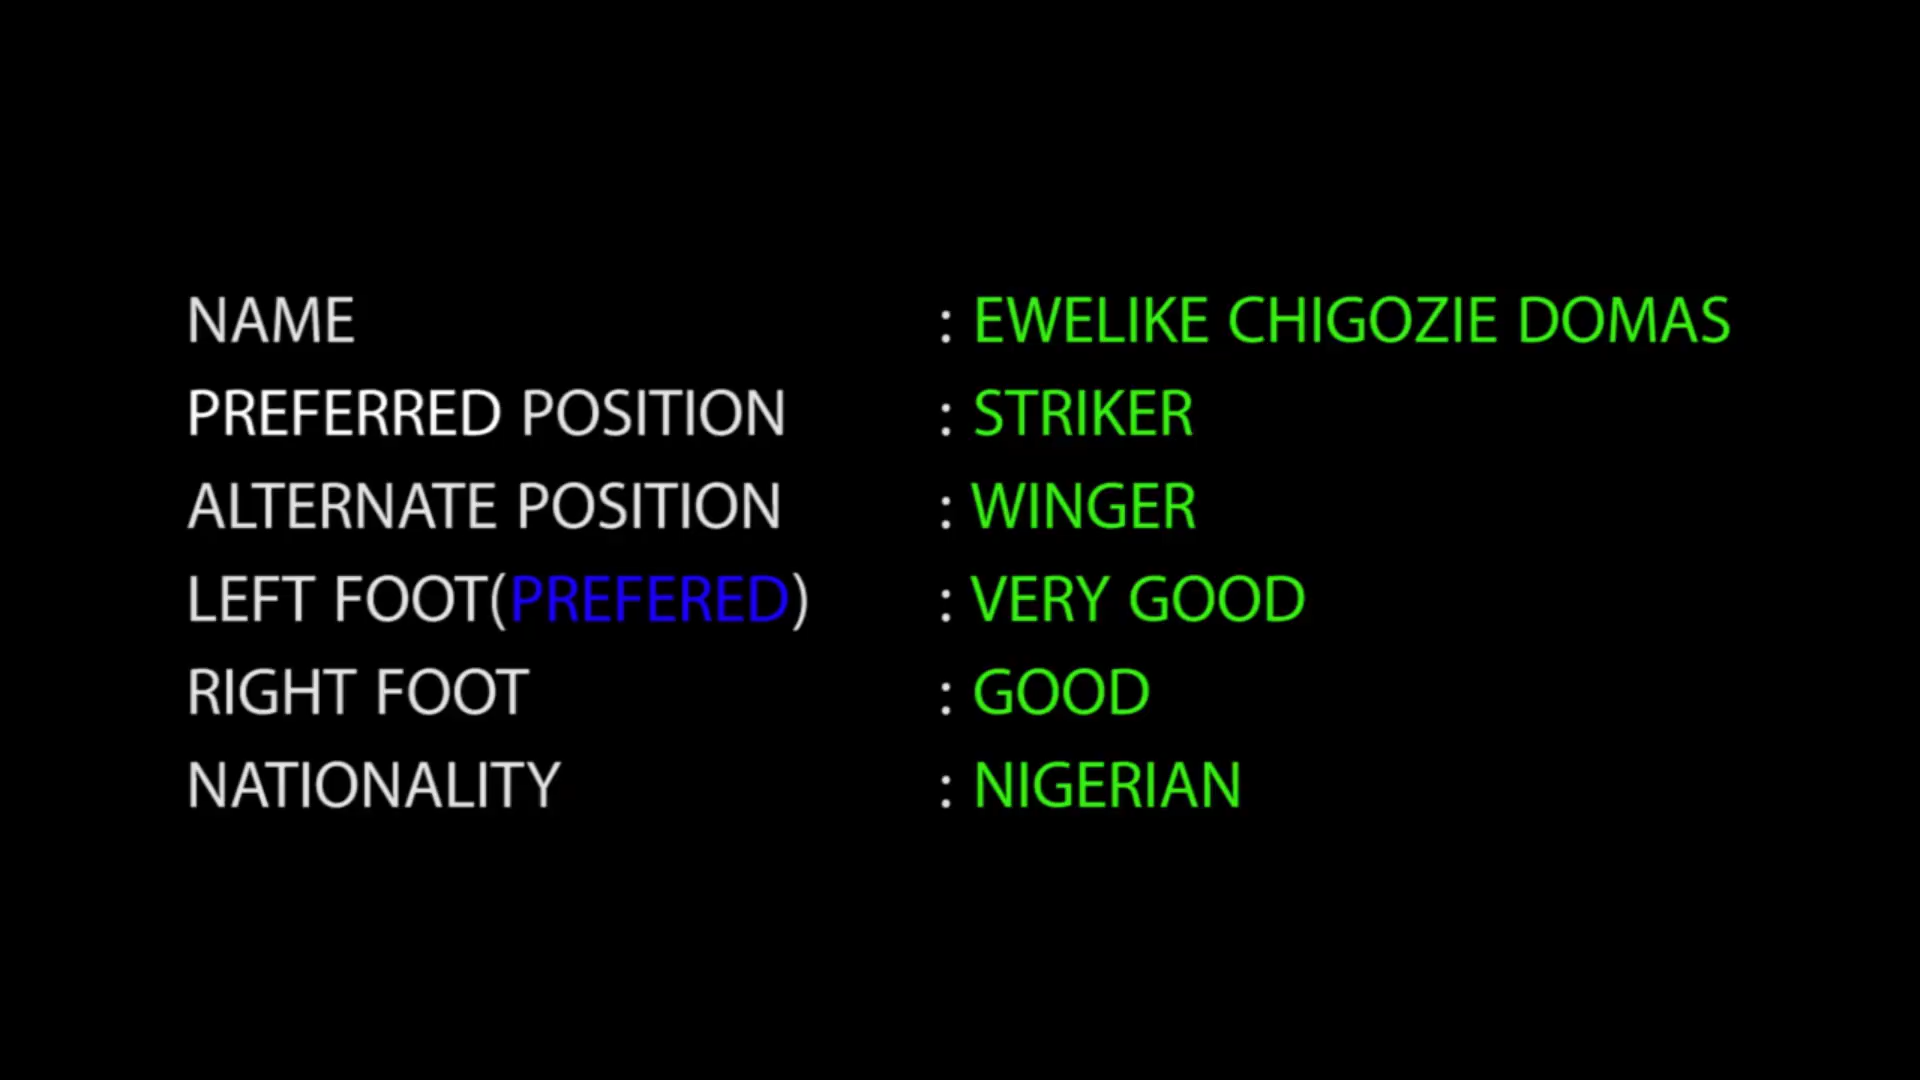 NAME : EWELIKE CHIGOZIE DOMAS
PREFERRED POSITION : STRIKER
ALTERNATE POSITION : WINGER
LEFT FOOT(PREFERED) : VERY GOOD
RIGHT FOOT : GOOD
NATIONALITY : NIGERIAN